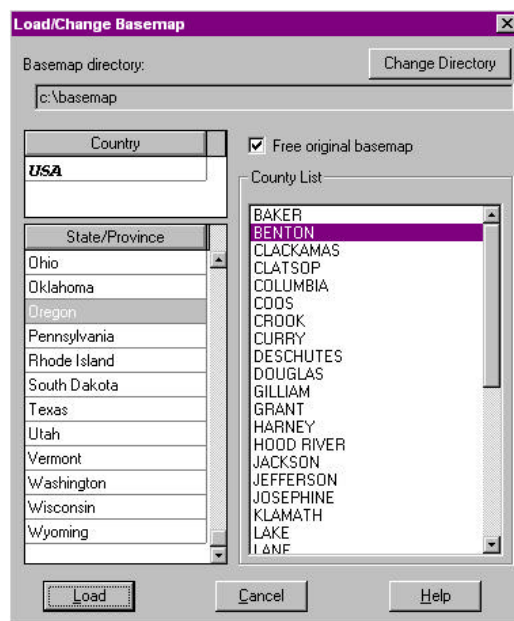 Load/Change Basemap
Basemap directory:
Change Directory
c:\basemap
Country
USA
Free original basemap
County List
State/Province
Ohio
Oklahoma
Oregon
Pennsylvania
Rhode Island
South Dakota
Texas
Utah
Vermont
Washington
Wisconsin
Wyoming
BAKER
BENTON
CLACKAMAS
CLATSOP
COLUMBIA
COOS
CROOK
CURRY
DESCHUTES
DOUGLAS
GILLIAM
GRANT
HARNEY
HOOD RIVER
JACKSON
JEFFERSON
JOSEPHINE
KLAMATH
LAKE
LANE
Load
Cancel
Help